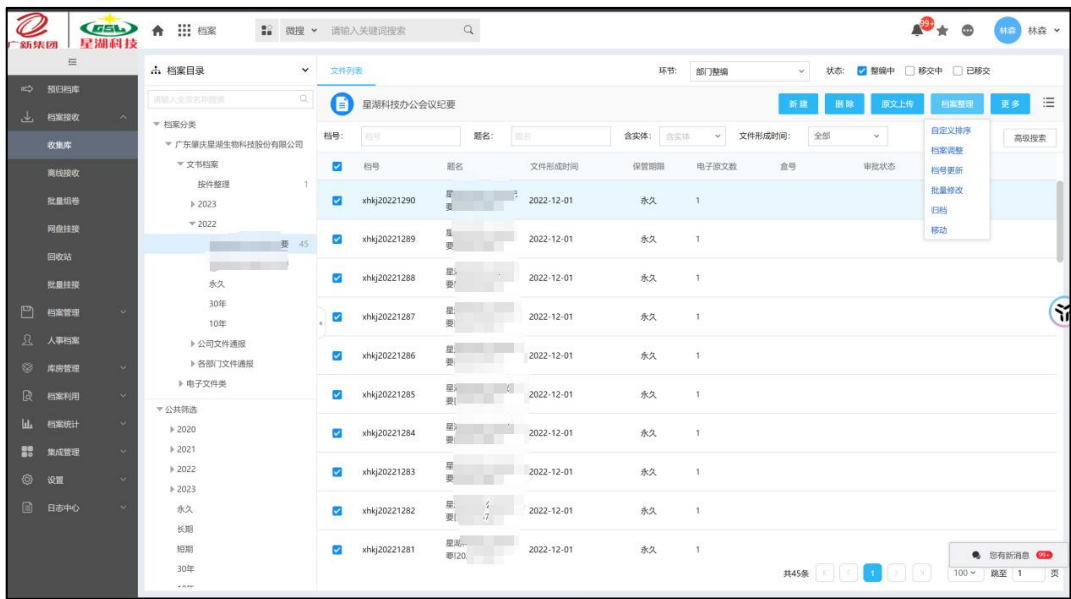 广新集团
GSL
星湖科技
档案
微搜
请输入关键词搜索
99+
林森
林森
预归档库
档案接收
收集库
离线接收
批量组卷
网盘挂接
回收站
批量挂接
档案管理
人事档案
库房管理
档案利用
档案统计
集成管理
设置
日志中心
档案目录
请输入全宗名称搜索
档案分类
广东肇庆星湖生物科技股份有限公司
文书档案
按件整理 1
2023
2022
要 45
永久
30年
10年
公司文件通报
各部门文件通报
电子文件类
公共筛选
2020
2021
2022
2023
永久
长期
短期
30年
文件列表
环节: 部门整编
状态: 整编中 移交中 已移交
星湖科技办公会议纪要
新建 删除 原文上传 档案整理 更多
档号: 档号 题名: 题名 含实体: 含实体 文件形成时间: 全部 高级搜索
自定义排序
档案调整
档号更新
批量修改
归档
移动
档号 题名 文件形成时间 保管期限 电子原文数 盒号 审批状态
xhkj20221290 2022-12-01 永久 1
xhkj20221289 2022-12-01 永久 1
xhkj20221288 2022-12-01 永久 1
xhkj20221287 2022-12-01 永久 1
xhkj20221286 2022-12-01 永久 1
xhkj20221285 2022-12-01 永久 1
xhkj20221284 2022-12-01 永久 1
xhkj20221283 2022-12-01 永久 1
xhkj20221282 2022-12-01 永久 1
xhkj20221281 2022-12-01 永久 1
您有新消息 99+
共45条 1 100 跳至 1 页